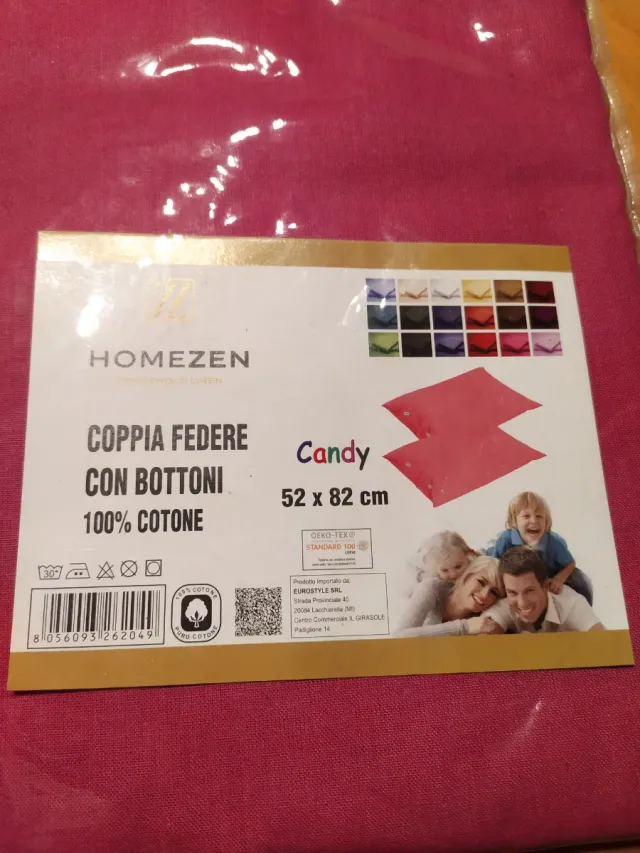 HOMEZEN
COPPIA FEDERE
CON BOTTONI
100% COTONE
Candy
52 x 82 cm
OEKO-TEX®
STANDARD 100
30°
100% COTONE
PURO COTONE
8 056093 262049
Prodotto Importato da:
EUROSTYLE SRL
Strada Provinciale 40
20084 Lacchiarella (MI)
Centro Commerciale IL GIRASOLE
Padiglione 14